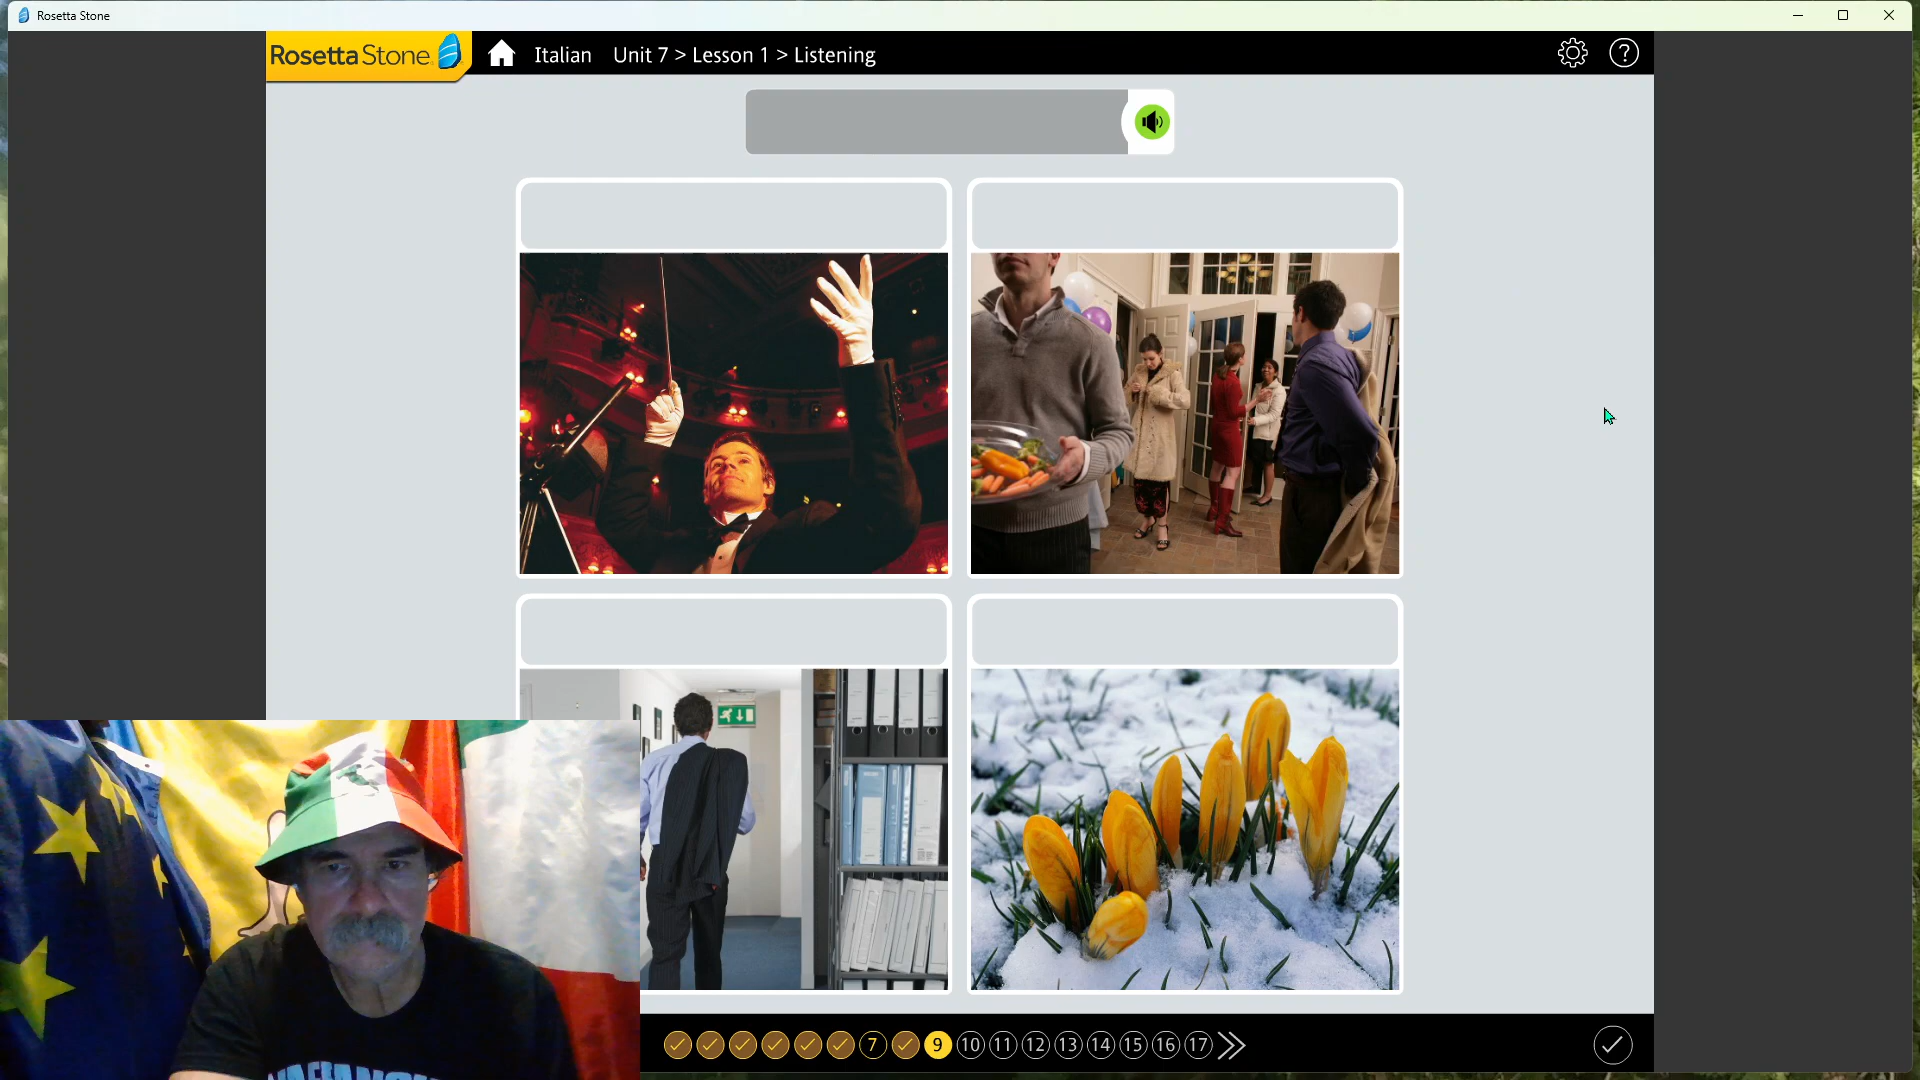 Rosetta Stone
RosettaStone
Italian Unit 7 > Lesson 1 > Listening
?
7 9 10 11 12 13 14 15 16 17